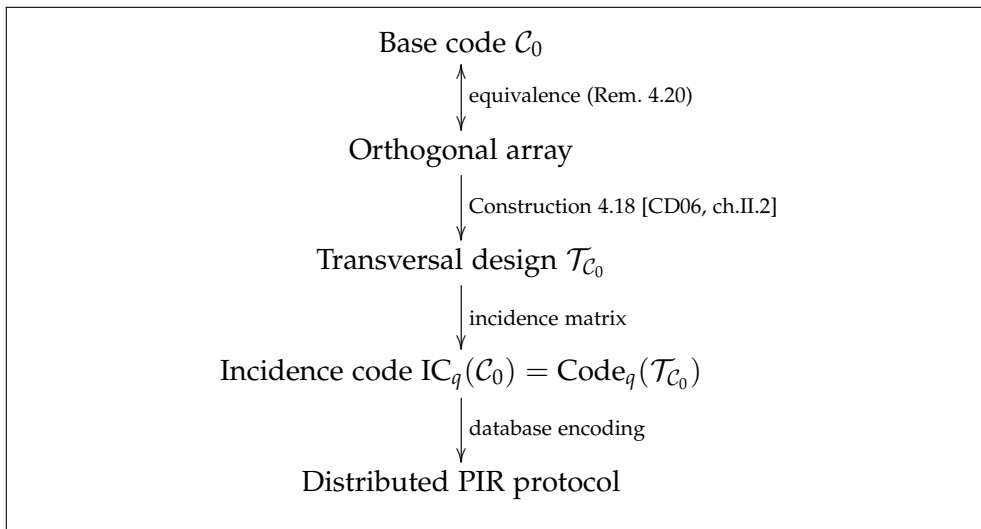 Base code 𝒞₀
equivalence (Rem. 4.20)
Orthogonal array
Construction 4.18 [CD06, ch.II.2]
Transversal design 𝒯_𝒞₀
incidence matrix
Incidence code IC_q(𝒞₀) = Code_q(𝒯_𝒞₀)
database encoding
Distributed PIR protocol